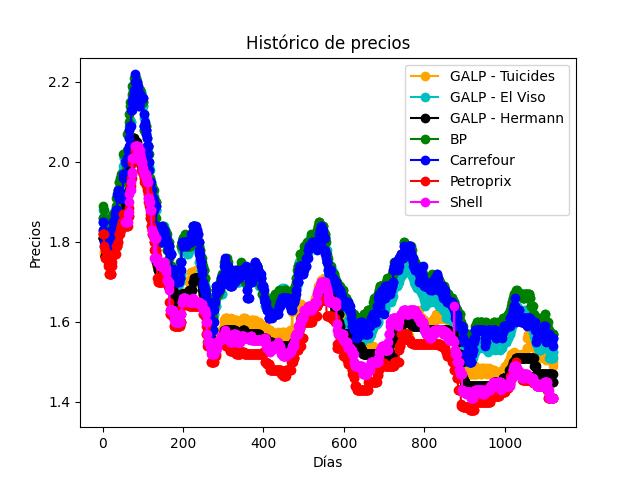 Histórico de precios
GALP - Tuicides
GALP - El Viso
GALP - Hermann
BP
Carrefour
Petroprix
Shell
Precios
2.2
2.0
1.8
1.6
1.4
0
200
400
600
800
1000
Días